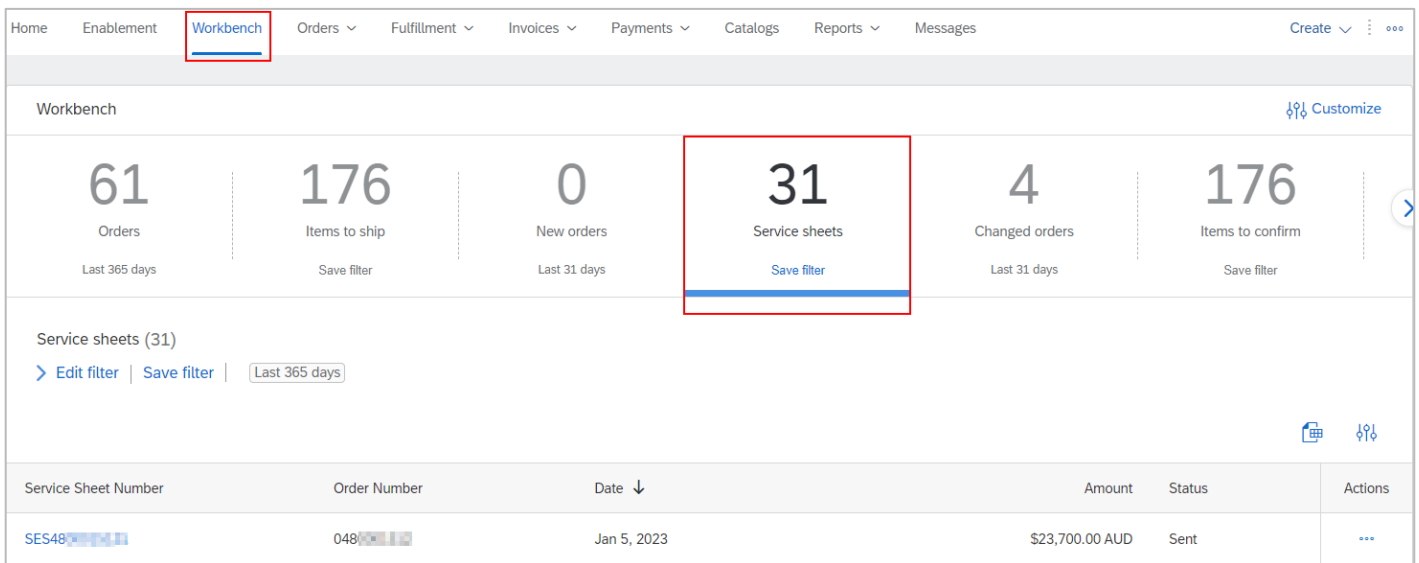 Home Enablement Workbench Orders Fulfillment Invoices Payments Catalogs Reports Messages Create
Workbench Customize
61 176 0 31 4 176
Orders Items to ship New orders Service sheets Changed orders Items to confirm
Last 365 days Save filter Last 31 days Save filter Last 31 days Save filter
Service sheets (31)
Edit filter | Save filter | Last 365 days
Service Sheet Number Order Number Date ↓ Amount Status Actions
SES48 048 Jan 5, 2023 $23,700.00 AUD Sent